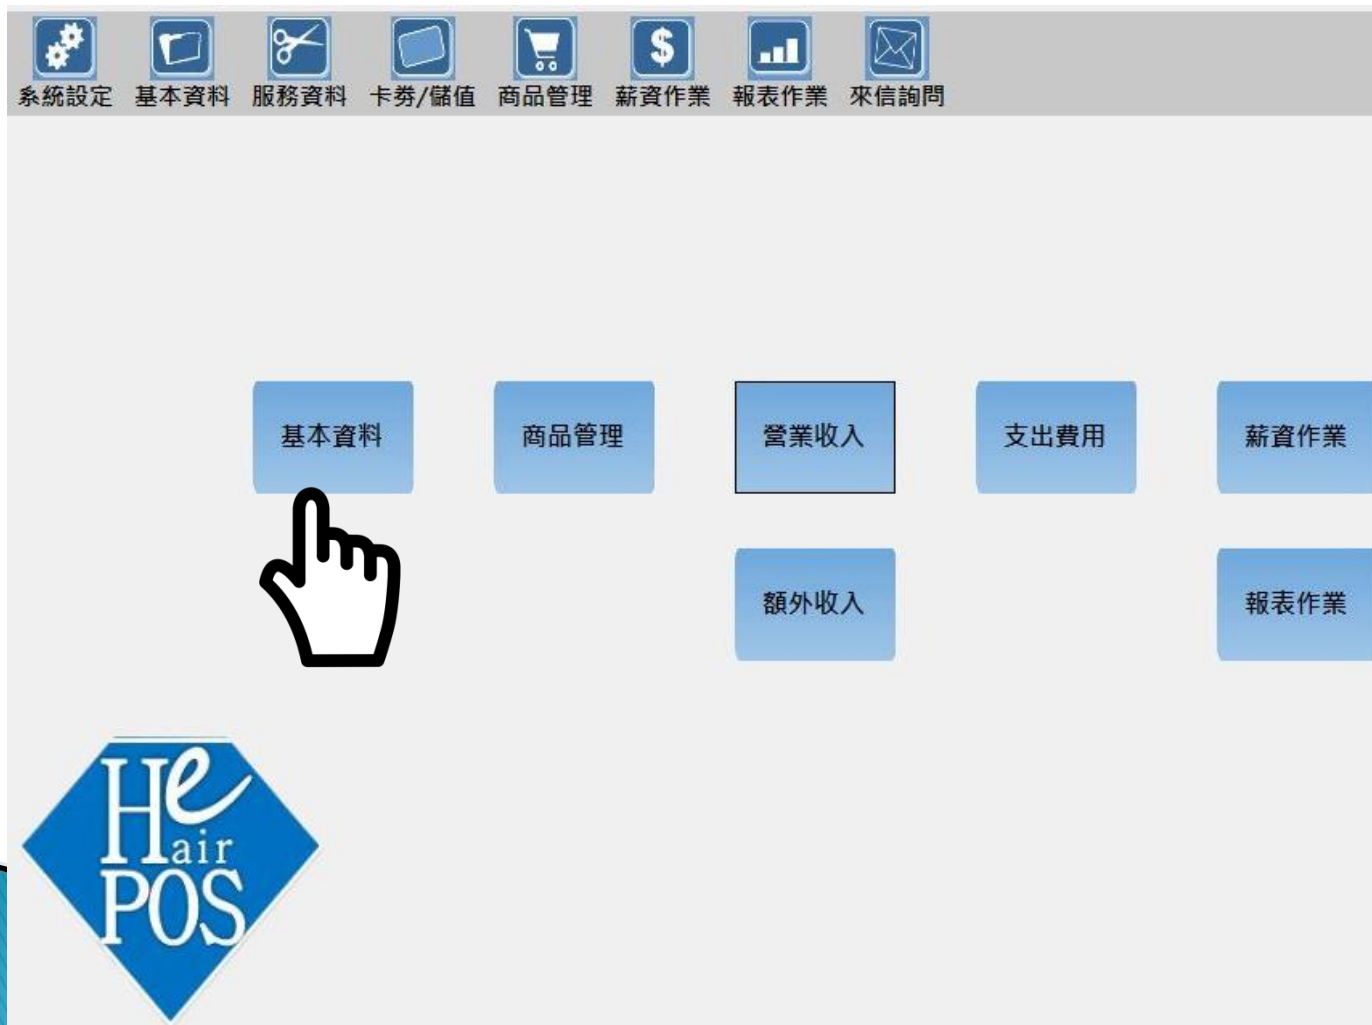 系統設定 基本資料 服務資料 卡劵/儲值 商品管理 薪資作業 報表作業 來信詢問
基本資料 商品管理 營業收入 支出費用 薪資作業
額外收入 報表作業
He
air
POS